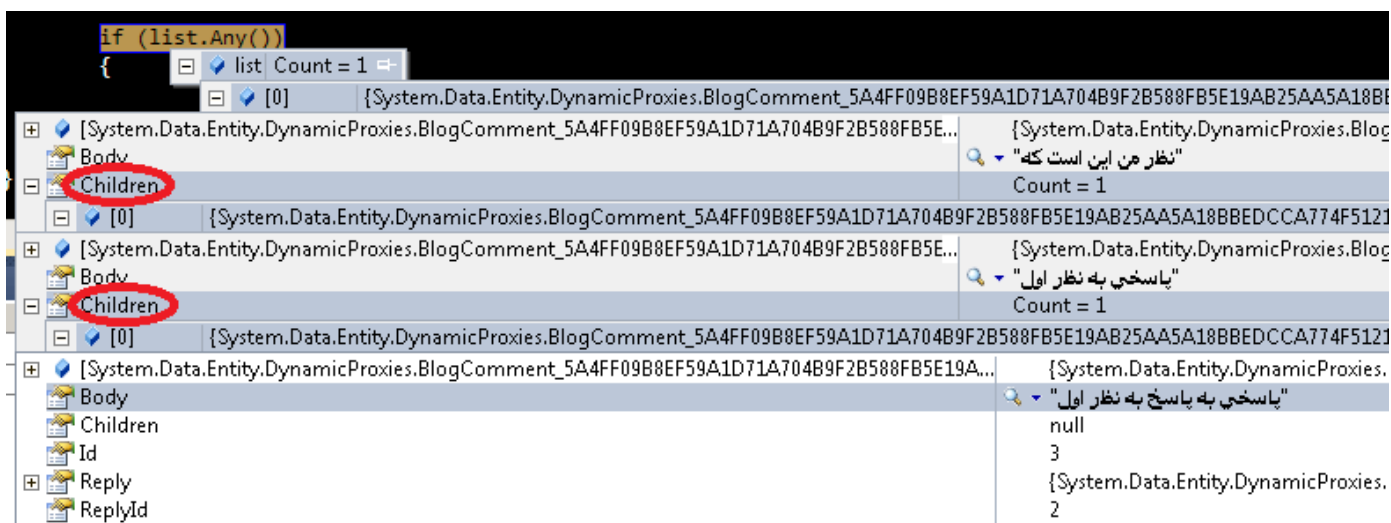 if (list.Any())
{ list Count = 1
[0] {System.Data.Entity.DynamicProxies.BlogComment_5A4FF09B8EF59A1D71A704B9F2B588FB5E19AB25AA5A18BE
[System.Data.Entity.DynamicProxies.BlogComment_5A4FF09B8EF59A1D71A704B9F2B588FB5E... {System.Data.Entity.DynamicProxies.Blog
Body "نظر من این است که"
} Children Count = 1
[0] {System.Data.Entity.DynamicProxies.BlogComment_5A4FF09B8EF59A1D71A704B9F2B588FB5E19AB25AA5A18BBEDCCA774F5121
[System.Data.Entity.DynamicProxies.BlogComment_5A4FF09B8EF59A1D71A704B9F2B588FB5E... {System.Data.Entity.DynamicProxies.Blog
Body "پاسخی به نظر اول"
Children Count = 1
[0] {System.Data.Entity.DynamicProxies.BlogComment_5A4FF09B8EF59A1D71A704B9F2B588FB5E19AB25AA5A18BBEDCCA774F5121
[System.Data.Entity.DynamicProxies.BlogComment_5A4FF09B8EF59A1D71A704B9F2B588FB5E19A... {System.Data.Entity.DynamicProxies.
Body "پاسخی به پاسخ به نظر اول"
Children null
Id 3
Reply {System.Data.Entity.DynamicProxies.
ReplyId 2